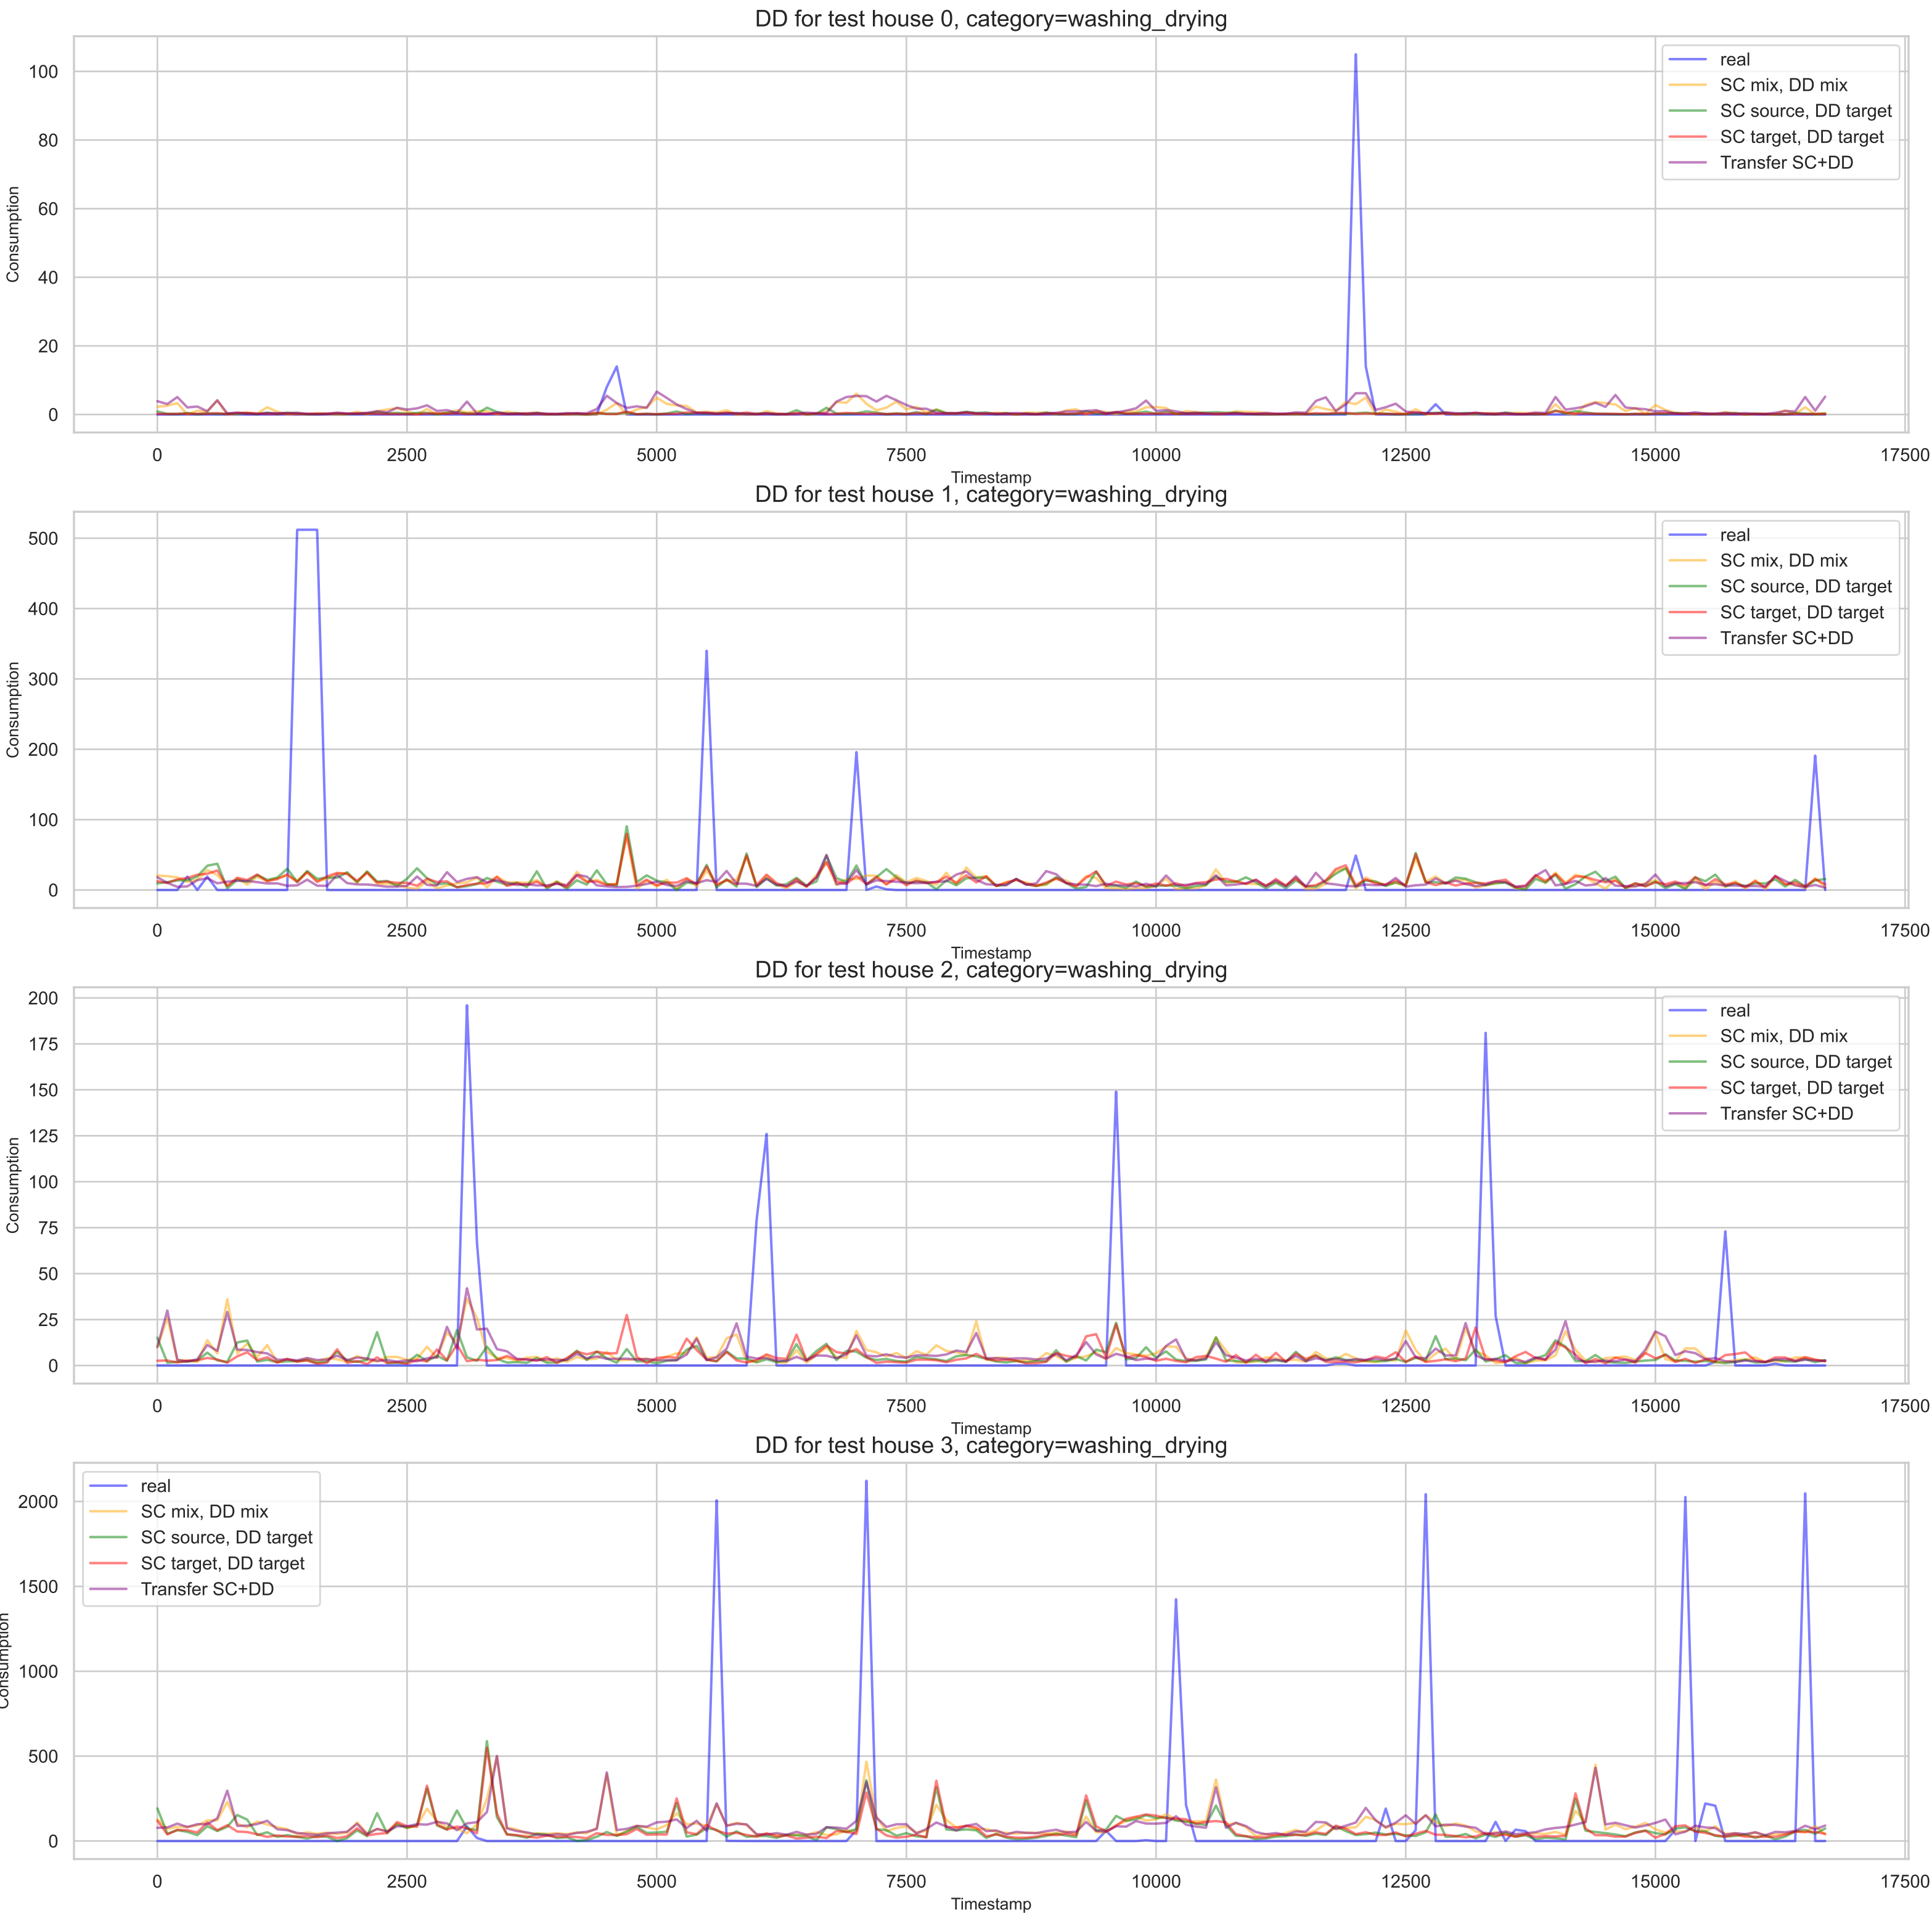 DD for test house 0, category=washing_drying
Consumption
100
80
60
40
20
0
real
SC mix, DD mix
SC source, DD target
SC target, DD target
Transfer SC+DD
0 2500 5000 7500 10000 12500 15000 17500
Timestamp
DD for test house 1, category=washing_drying
Consumption
500
400
300
200
100
0
real
SC mix, DD mix
SC source, DD target
SC target, DD target
Transfer SC+DD
0 2500 5000 7500 10000 12500 15000 17500
Timestamp
DD for test house 2, category=washing_drying
Consumption
200
175
150
125
100
75
50
25
0
real
SC mix, DD mix
SC source, DD target
SC target, DD target
Transfer SC+DD
0 2500 5000 7500 10000 12500 15000 17500
Timestamp
DD for test house 3, category=washing_drying
Consumption
2000
1500
1000
500
0
real
SC mix, DD mix
SC source, DD target
SC target, DD target
Transfer SC+DD
0 2500 5000 7500 10000 12500 15000 17500
Timestamp